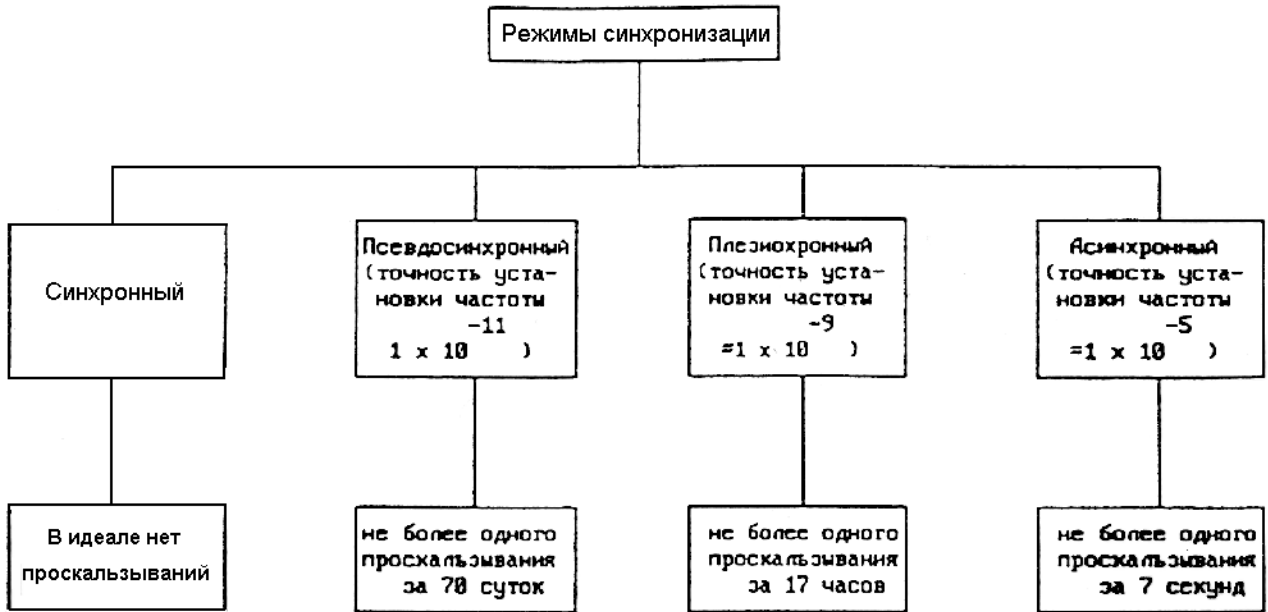 Режимы синхронизации
Синхронный
Псевдосинхронный
(точность уста-
новки частоты
-11
1 x 10 )
Плезиохронный
(точность уста-
новки частоты
-9
=1 x 10 )
Асинхронный
(точность уста-
новки частоты
-5
=1 x 10 )
В идеале нет
проскальзываний
не более одного
проскальзывания
за 70 суток
не более одного
проскальзывания
за 17 часов
не более одного
проскальзывания
за 7 секунд